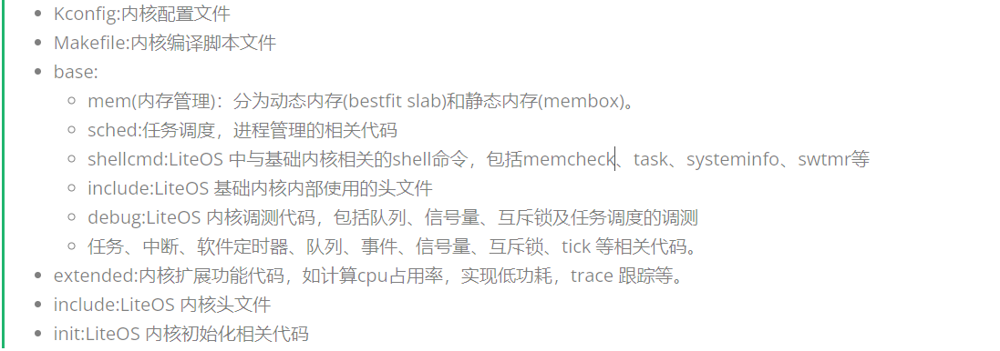 Kconfig:内核配置文件
Makefile:内核编译脚本文件
base:
mem(内存管理)：分为动态内存(bestfit slab)和静态内存(membox)。
sched:任务调度，进程管理的相关代码
shellcmd:LiteOS 中与基础内核相关的shell命令，包括memcheck、task、systeminfo、swtmr等
include:LiteOS 基础内核内部使用的头文件
debug:LiteOS 内核调测代码，包括队列、信号量、互斥锁及任务调度的调测
任务、中断、软件定时器、队列、事件、信号量、互斥锁、tick 等相关代码。
extended:内核扩展功能代码，如计算cpu占用率，实现低功耗，trace 跟踪等。
include:LiteOS 内核头文件
init:LiteOS 内核初始化相关代码